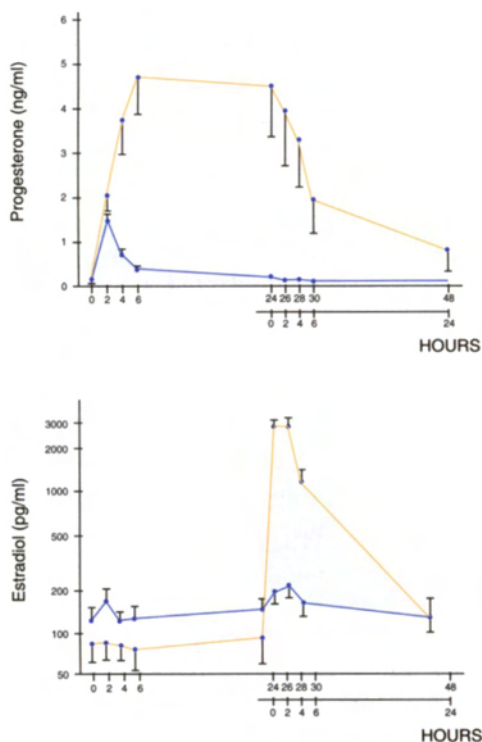 Progesterone (ng/ml)
6
5
4
3
2
1
0
0 2 4 6 24 26 28 30 48
0 2 4 6 24
HOURS
Estradiol (pg/ml)
3000
2000
1000
500
200
100
50
0 2 4 6 24 26 28 30 48
0 2 4 6 24
HOURS